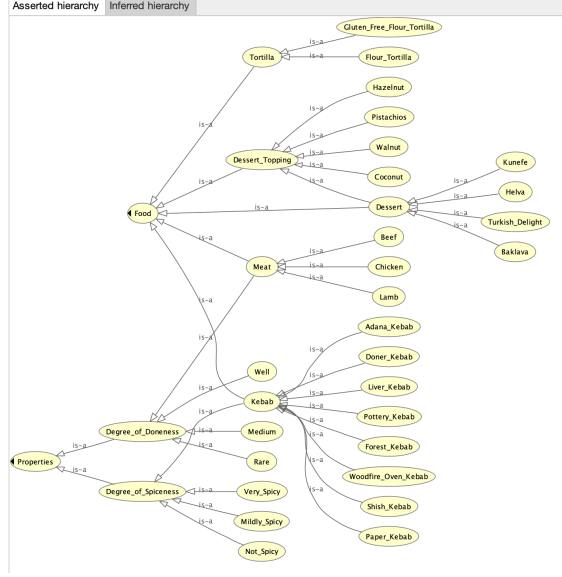 Asserted hierarchy Inferred hierarchy
Gluten_Free_Flour_Tortilla
is-a
Tortilla
is-a
Flour_Tortilla
Hazelnut
is-a
is-a
Pistachios
is-a
Walnut
Dessert_Topping
is-a
Kunefe
is-a
is-a
Coconut
is-a
is-a
Helva
Food
is-a
Dessert
is-a
Turkish_Delight
is-a
is-a
Beef
is-a
Baklava
Meat
is-a
Chicken
is-a
Lamb
is-a
Adana_Kebab
is-a
is-a
Doner_Kebab
is-a
Well
is-a
Liver_Kebab
is-a
Kebab
is-a
Pottery_Kebab
Degree_of_Doneness
is-a
is-a
Medium
is-a
Forest_Kebab
is-a
is-a
Properties
Rare
is-a
Woodfire_Oven_Kebab
is-a
Degree_of_Spiceness
is-a
Very_Spicy
is-a
Shish_Kebab
is-a
Mildly_Spicy
is-a
Paper_Kebab
is-a
Not_Spicy